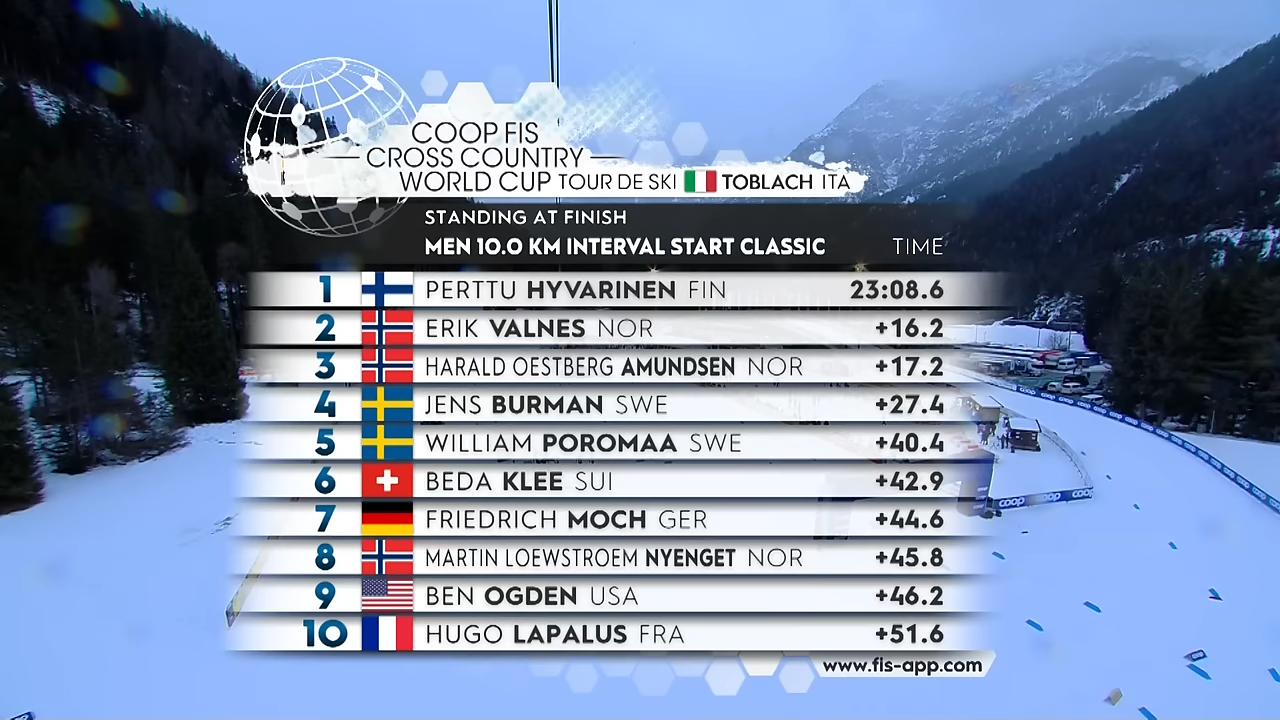 COOP FIS
CROSS COUNTRY
WORLD CUP TOUR DE SKI TOBLACH ITA
STANDING AT FINISH
MEN 10.0 KM INTERVAL START CLASSIC TIME
1 PERTTU HYVARINEN FIN 23:08.6
2 ERIK VALNES NOR +16.2
3 HARALD OESTBERG AMUNDSEN NOR +17.2
4 JENS BURMAN SWE +27.4
5 WILLIAM POROMAA SWE +40.4
6 BEDA KLEE SUI +42.9
7 FRIEDRICH MOCH GER +44.6
8 MARTIN LOEWSTROEM NYENGET NOR +45.8
9 BEN OGDEN USA +46.2
10 HUGO LAPALUS FRA +51.6
www.fis-app.com
coop coop coop